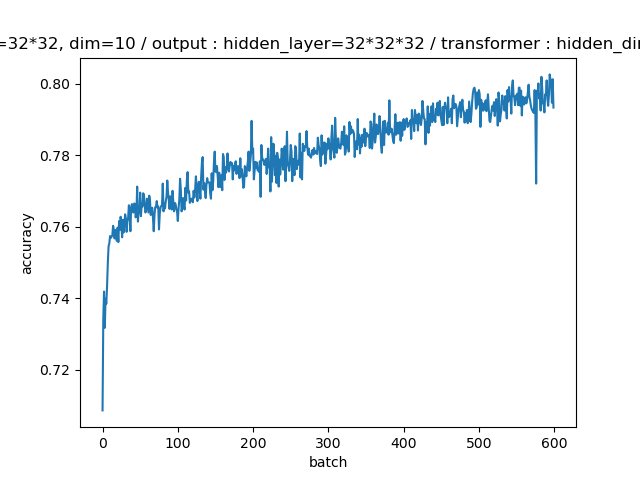 =32*32, dim=10 / output : hidden_layer=32*32*32 / transformer : hidden_dim
0.80
0.78
0.76
0.74
0.72
accuracy
0 100 200 300 400 500 600
batch